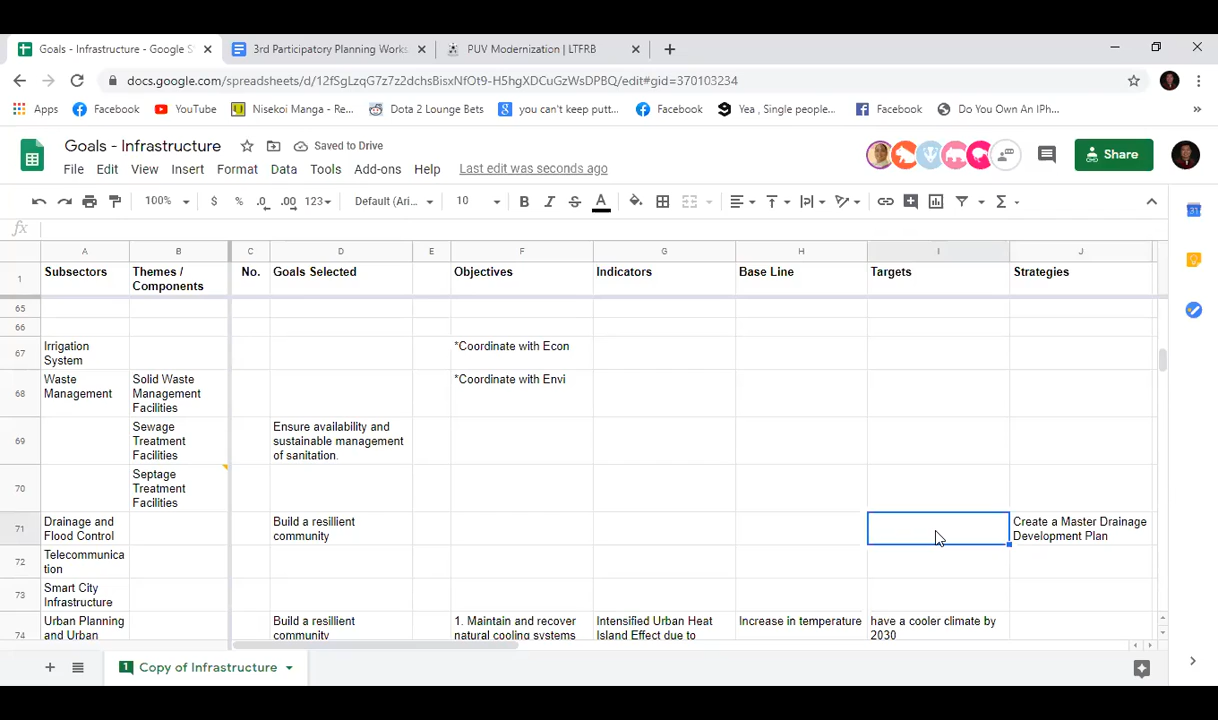 Goals - Infrastructure - Google S
3rd Participatory Planning Works
PUV Modernization | LTFRB
docs.google.com/spreadsheets/d/12fSgLzqG7z7z2dchsBisxNfOt9-H5hgXDCuGzWsDPBQ/edit#gid=370103234
Apps
Facebook
YouTube
Nisekoi Manga - Re...
Dota 2 Lounge Bets
you can't keep putt...
Facebook
Yea , Single people...
Facebook
Do You Own An IPh...
Goals - Infrastructure
Saved to Drive
Share
File Edit View Insert Format Data Tools Add-ons Help Last edit was seconds ago
100% $ % .0 .00 123 Default (Ari... 10 B I S A
fx
A B C D E F G H I J
1
Subsectors
Themes /
Components
No.
Goals Selected
Objectives
Indicators
Base Line
Targets
Strategies
65
66
67
Irrigation
System
*Coordinate with Econ
68
Waste
Management
Solid Waste
Management
Facilities
*Coordinate with Envi
69
Sewage
Treatment
Facilities
Ensure availability and
sustainable management
of sanitation.
70
Septage
Treatment
Facilities
71
Drainage and
Flood Control
Build a resillient
community
Create a Master Drainage
Development Plan
72
Telecommunica
tion
73
Smart City
Infrastructure
74
Urban Planning
and Urban
Build a resillient
community
1. Maintain and recover
natural cooling systems
Intensified Urban Heat
Island Effect due to
Increase in temperature
have a cooler climate by
2030
1 Copy of Infrastructure
31